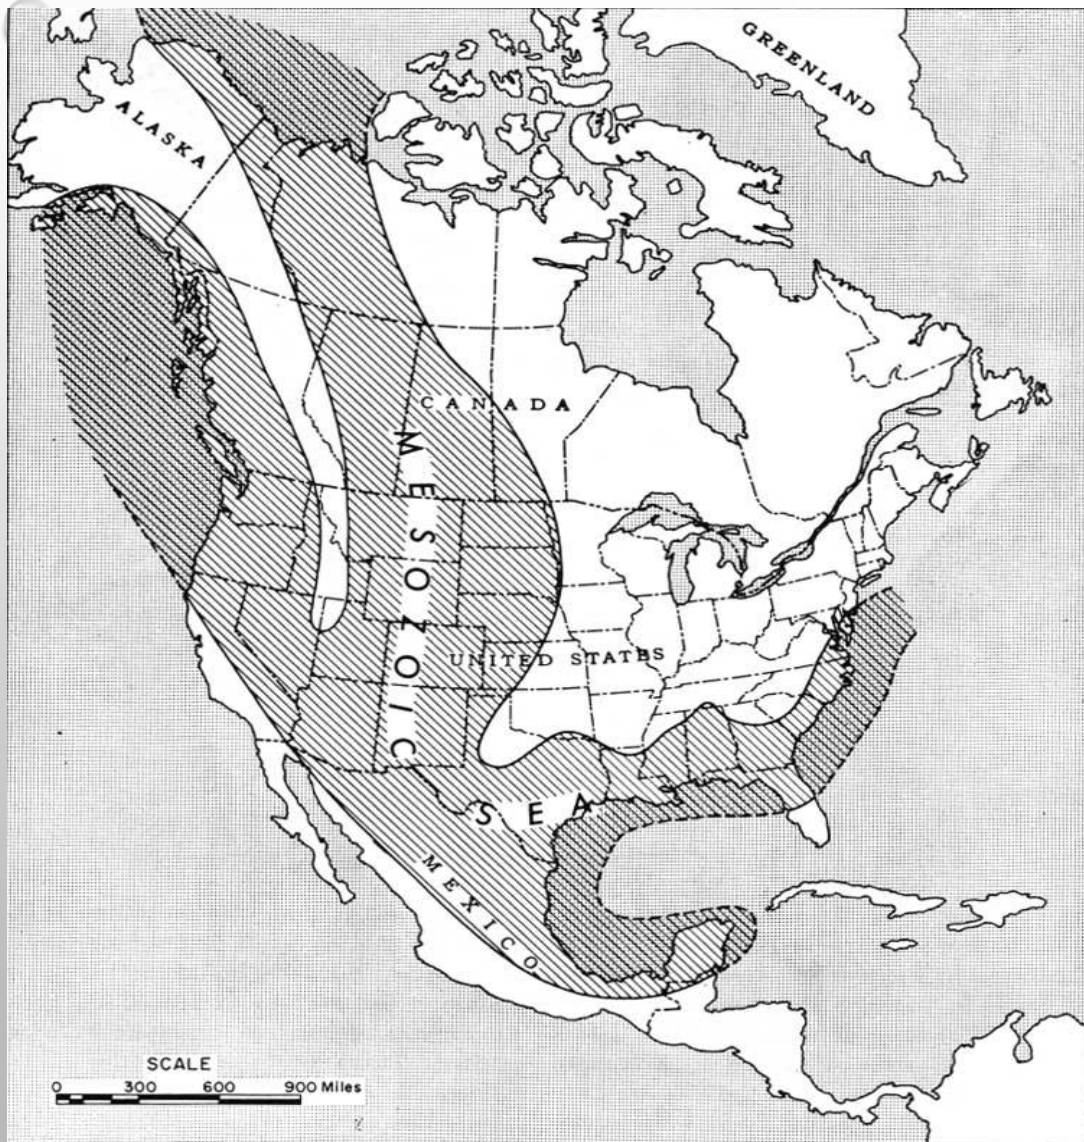 GREENLAND
ALASKA
CANADA
MESOZOIC
UNITED STATES
SEA
MEXICO
SCALE
0 300 600 900 Miles